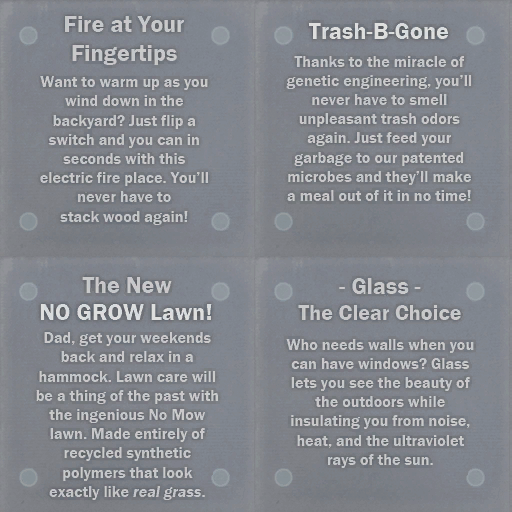 Fire at Your
Fingertips
Want to warm up as you
wind down in the
backyard? Just flip a
switch and you can in
seconds with this
electric fire place. You'll
never have to
stack wood again!
Trash-B-Gone
Thanks to the miracle of
genetic engineering, you'll
never have to smell
unpleasant trash odors
again. Just feed your
garbage to our patented
microbes and they'll make
a meal out of it in no time!
The New
NO GROW Lawn!
Dad, get your weekends
back and relax in a
hammock. Lawn care will
be a thing of the past with
the ingenious No Mow
lawn. Made entirely of
recycled synthetic
polymers that look
exactly like real grass.
- Glass -
The Clear Choice
Who needs walls when you
can have windows? Glass
lets you see the beauty of
the outdoors while
insulating you from noise,
heat, and the ultraviolet
rays of the sun.